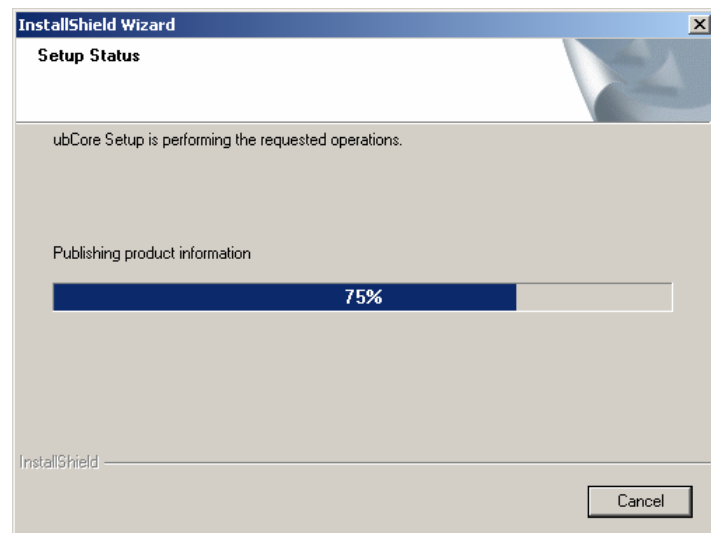 InstallShield Wizard
Setup Status
ubCore Setup is performing the requested operations.
Publishing product information
75%
InstallShield
Cancel